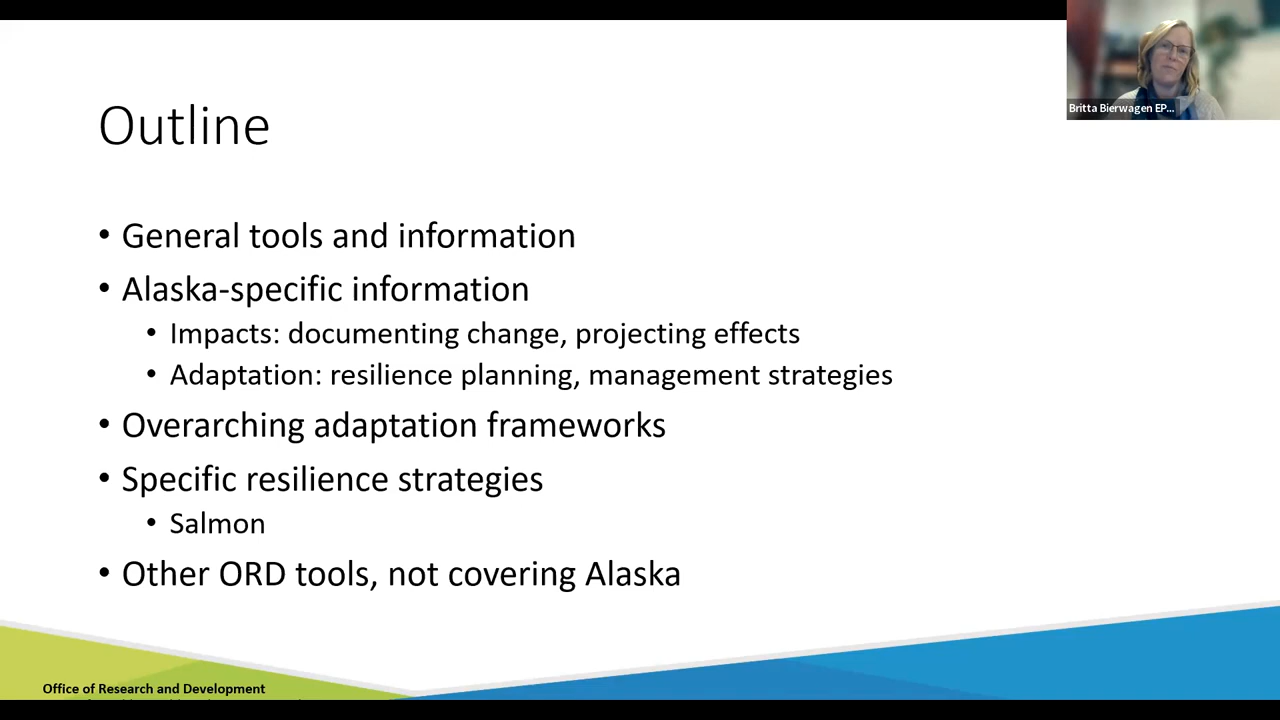 Outline
• General tools and information
• Alaska-specific information
• Impacts: documenting change, projecting effects
• Adaptation: resilience planning, management strategies
• Overarching adaptation frameworks
• Specific resilience strategies
• Salmon
• Other ORD tools, not covering Alaska
Britta Bierwagen EP...
Office of Research and Development